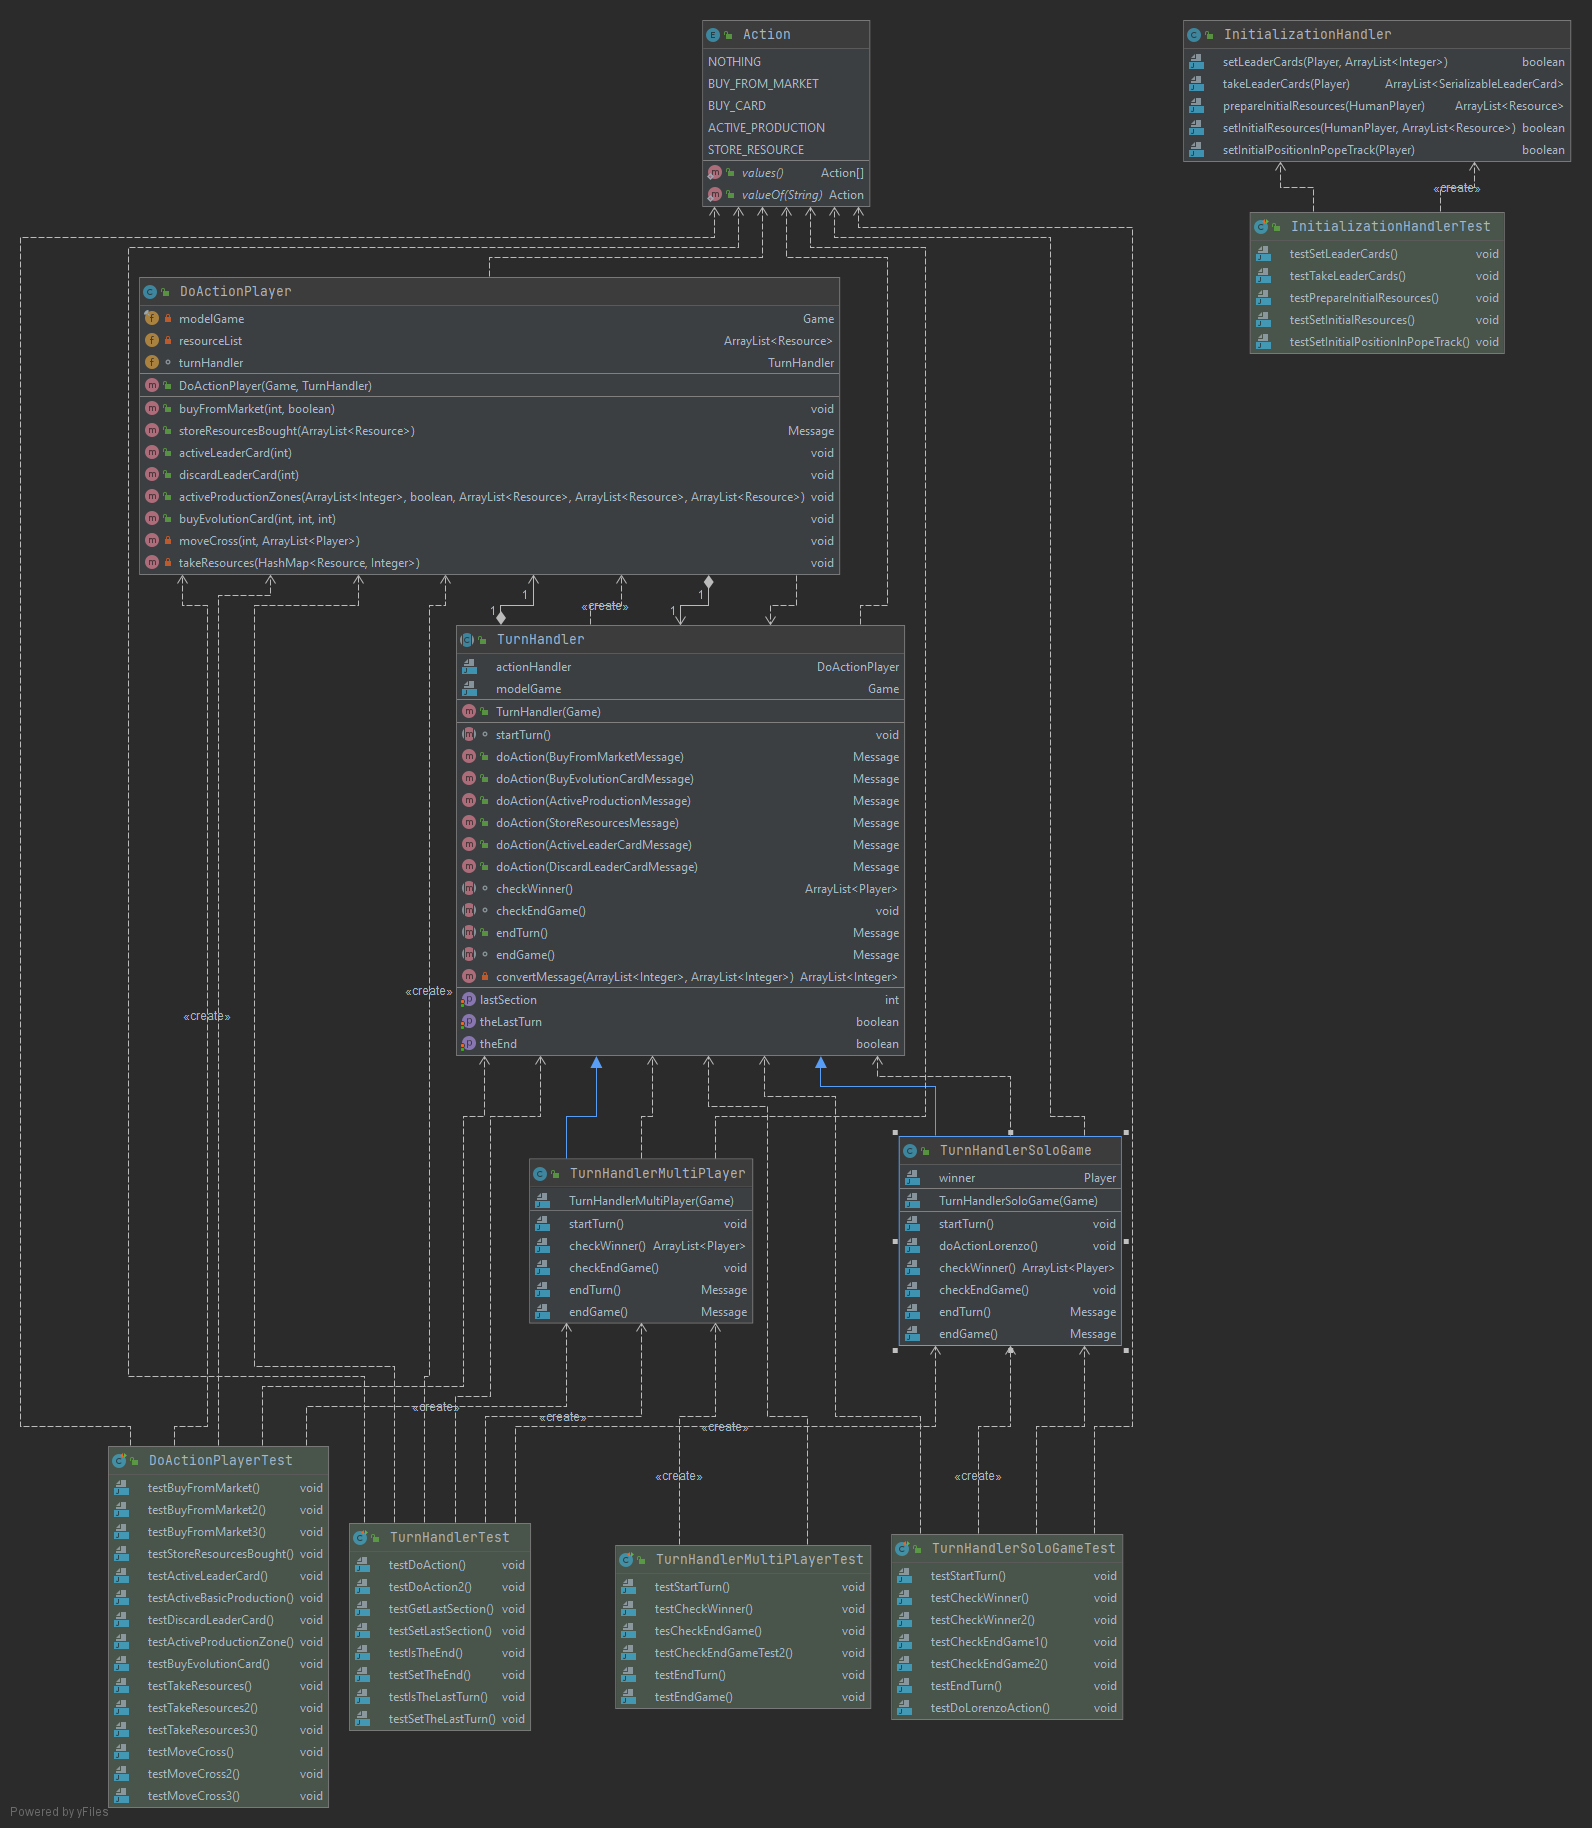 Action
NOTHING
BUY_FROM_MARKET
BUY_CARD
ACTIVE_PRODUCTION
STORE_RESOURCE
values() Action[]
valueOf(String) Action
InitializationHandler
setLeaderCards(Player, ArrayList<Integer>) boolean
takeLeaderCards(Player) ArrayList<SerializableLeaderCard>
prepareInitialResources(HumanPlayer) ArrayList<Resource>
setInitialResources(HumanPlayer, ArrayList<Resource>) boolean
setInitialPositionInPopeTrack(Player) boolean
«create»
InitializationHandlerTest
testSetLeaderCards() void
testTakeLeaderCards() void
testPrepareInitialResources() void
testSetInitialResources() void
testSetInitialPositionInPopeTrack() void
DoActionPlayer
modelGame Game
resourceList ArrayList<Resource>
turnHandler TurnHandler
DoActionPlayer(Game, TurnHandler)
buyFromMarket(int, boolean) void
storeResourcesBought(ArrayList<Resource>) Message
activeLeaderCard(int) void
discardLeaderCard(int) void
activeProductionZones(ArrayList<Integer>, boolean, ArrayList<Resource>, ArrayList<Resource>, ArrayList<Resource>) void
buyEvolutionCard(int, int, int) void
moveCross(int, ArrayList<Player>) void
takeResources(HashMap<Resource, Integer>) void
1 1 «create» 1 1
TurnHandler
actionHandler DoActionPlayer
modelGame Game
TurnHandler(Game)
startTurn() void
doAction(BuyFromMarketMessage) Message
doAction(BuyEvolutionCardMessage) Message
doAction(ActiveProductionMessage) Message
doAction(StoreResourcesMessage) Message
doAction(ActiveLeaderCardMessage) Message
doAction(DiscardLeaderCardMessage) Message
checkWinner() ArrayList<Player>
checkEndGame() void
endTurn() Message
endGame() Message
convertMessage(ArrayList<Integer>, ArrayList<Integer>) ArrayList<Integer>
lastSection int
theLastTurn boolean
theEnd boolean
«create»
«create»
TurnHandlerMultiPlayer
TurnHandlerMultiPlayer(Game)
startTurn() void
checkWinner() ArrayList<Player>
checkEndGame() void
endTurn() Message
endGame() Message
TurnHandlerSoloGame
winner Player
TurnHandlerSoloGame(Game)
startTurn() void
doActionLorenzo() void
checkWinner() ArrayList<Player>
checkEndGame() void
endTurn() Message
endGame() Message
«create»
«create»
«create»
«create»
«create»
DoActionPlayerTest
testBuyFromMarket() void
testBuyFromMarket2() void
testBuyFromMarket3() void
testStoreResourcesBought() void
testActiveLeaderCard() void
testActiveBasicProduction() void
testDiscardLeaderCard() void
testActiveProductionZone() void
testBuyEvolutionCard() void
testTakeResources() void
testTakeResources2() void
testTakeResources3() void
testMoveCross() void
testMoveCross2() void
testMoveCross3() void
TurnHandlerTest
testDoAction() void
testDoAction2() void
testGetLastSection() void
testSetLastSection() void
testIsTheEnd() void
testSetTheEnd() void
testIsTheLastTurn() void
testSetTheLastTurn() void
TurnHandlerMultiPlayerTest
testStartTurn() void
testCheckWinner() void
tesCheckEndGame() void
testCheckEndGameTest2() void
testEndTurn() void
testEndGame() void
TurnHandlerSoloGameTest
testStartTurn() void
testCheckWinner() void
testCheckWinner2() void
testCheckEndGame1() void
testCheckEndGame2() void
testEndTurn() void
testDoLorenzoAction() void
Powered by yFiles